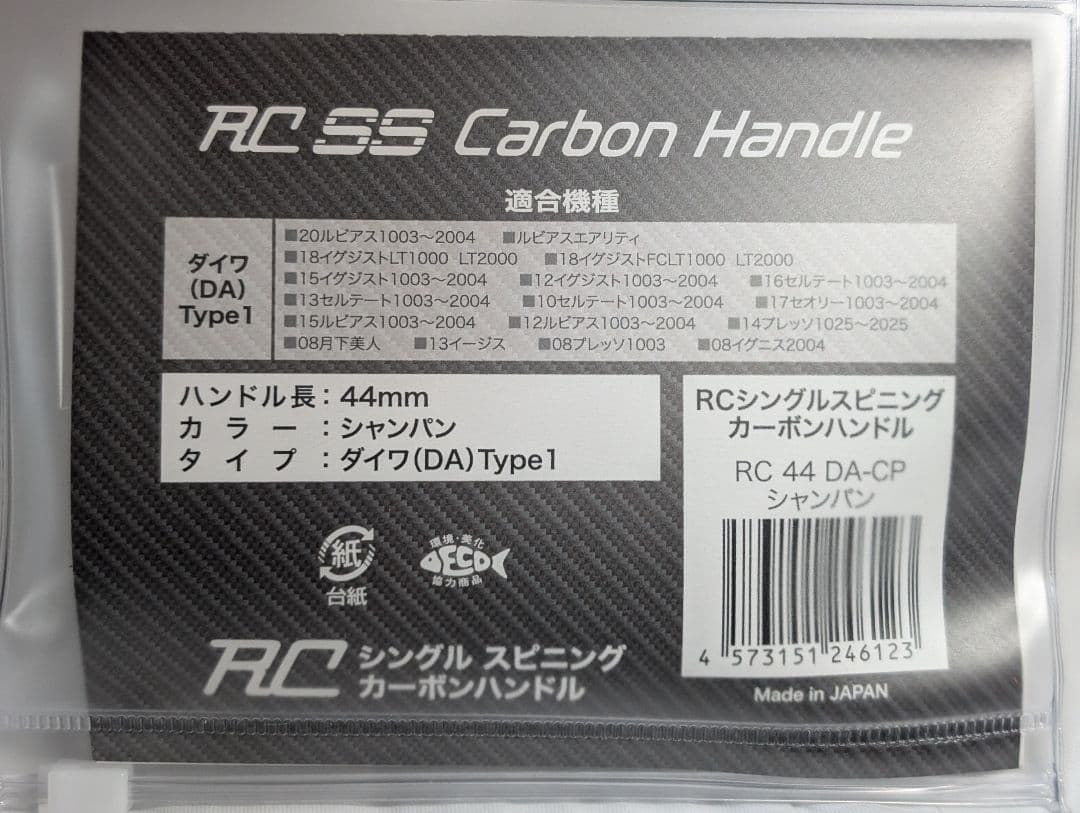 RC SS Carbon Handle
適合機種
ダイワ
(DA)
Type1
■20ルビアス1003～2004 ■ルビアスエアリティ
■18イグジストLT1000 LT2000 ■18イグジストFCLT1000 LT2000
■15イグジスト1003～2004 ■12イグジスト1003～2004 ■16セルテート1003～2004
■13セルテート1003～2004 ■10セルテート1003～2004 ■17セオリー1003～2004
■15ルビアス1003～2004 ■12ルビアス1003～2004 ■14プレッソ1025～2025
■08月下美人 ■13イージス ■08プレッソ1003 ■08イグニス2004
ハンドル長：44mm
カラー：シャンパン
タイプ：ダイワ(DA)Type1
RCシングルスピニング
カーボンハンドル
RC 44 DA-CP
シャンパン
4 573151 246123
Made in JAPAN
紙
台紙
環境・美化
ECO
協力商品
RC シングル スピニング
カーボンハンドル